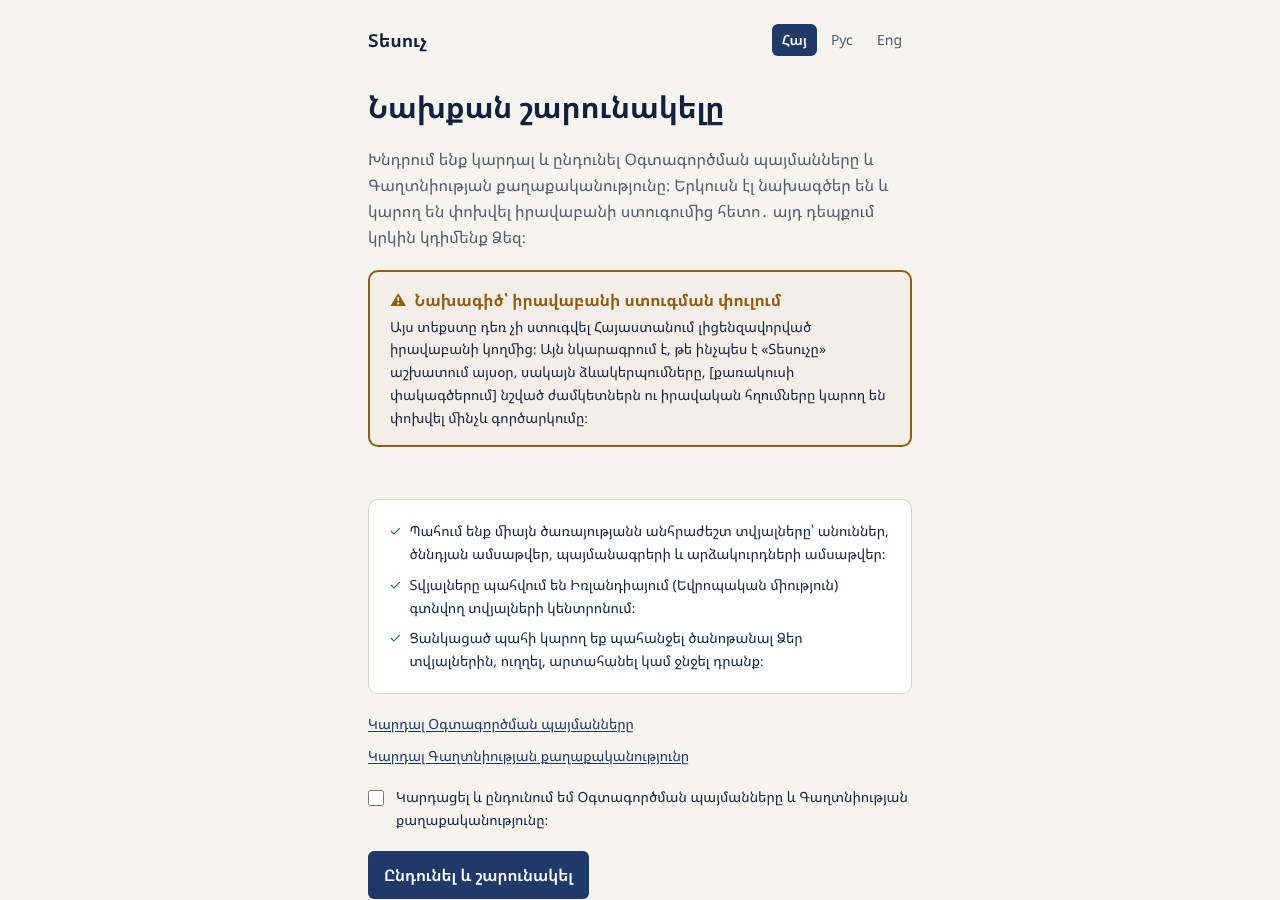 Տեսուչ
Հայ Рус Eng
Նախքան շարունակելը
Խնդրում ենք կարդալ և ընդունել Օգտագործման պայմանները և
Գաղտնիության քաղաքականությունը։ Երկուսն էլ նախագծեր են և
կարող են փոխվել իրավաբանի ստուգումից հետո․ այդ դեպքում
կրկին կդիմենք Ձեզ։
⚠ Նախագիծ՝ իրավաբանի ստուգման փուլում
Այս տեքստը դեռ չի ստուգվել Հայաստանում լիցենզավորված
իրավաբանի կողմից։ Այն նկարագրում է, թե ինչպես է «Տեսուչը»
աշխատում այսօր, սակայն ձևակերպումները, [քառակուսի
փակագծերում] նշված ժամկետներն ու իրավական հղումները կարող են
փոխվել մինչև գործարկումը։
✓ Պահում ենք միայն ծառայությանն անհրաժեշտ տվյալները՝ անուններ,
ծննդյան ամսաթվեր, պայմանագրերի և արձակուրդների ամսաթվեր։
✓ Տվյալները պահվում են Իռլանդիայում (Եվրոպական միություն)
գտնվող տվյալների կենտրոնում։
✓ Ցանկացած պահի կարող եք պահանջել ծանոթանալ Ձեր
տվյալներին, ուղղել, արտահանել կամ ջնջել դրանք։
Կարդալ Օգտագործման պայմանները
Կարդալ Գաղտնիության քաղաքականությունը
Կարդացել և ընդունում եմ Օգտագործման պայմանները և Գաղտնիության
քաղաքականությունը։
Ընդունել և շարունակել